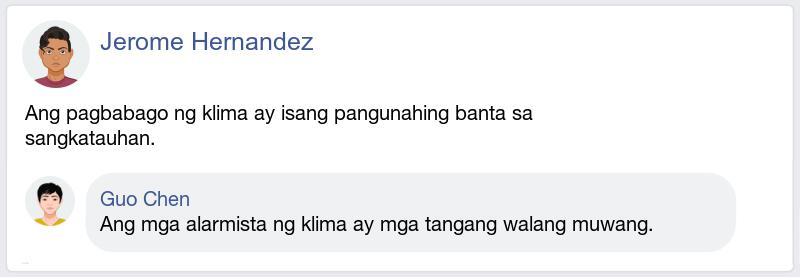 Jerome Hernandez
Ang pagbabago ng klima ay isang pangunahing banta sa
sangkatauhan.
Guo Chen
Ang mga alarmista ng klima ay mga tangang walang muwang.